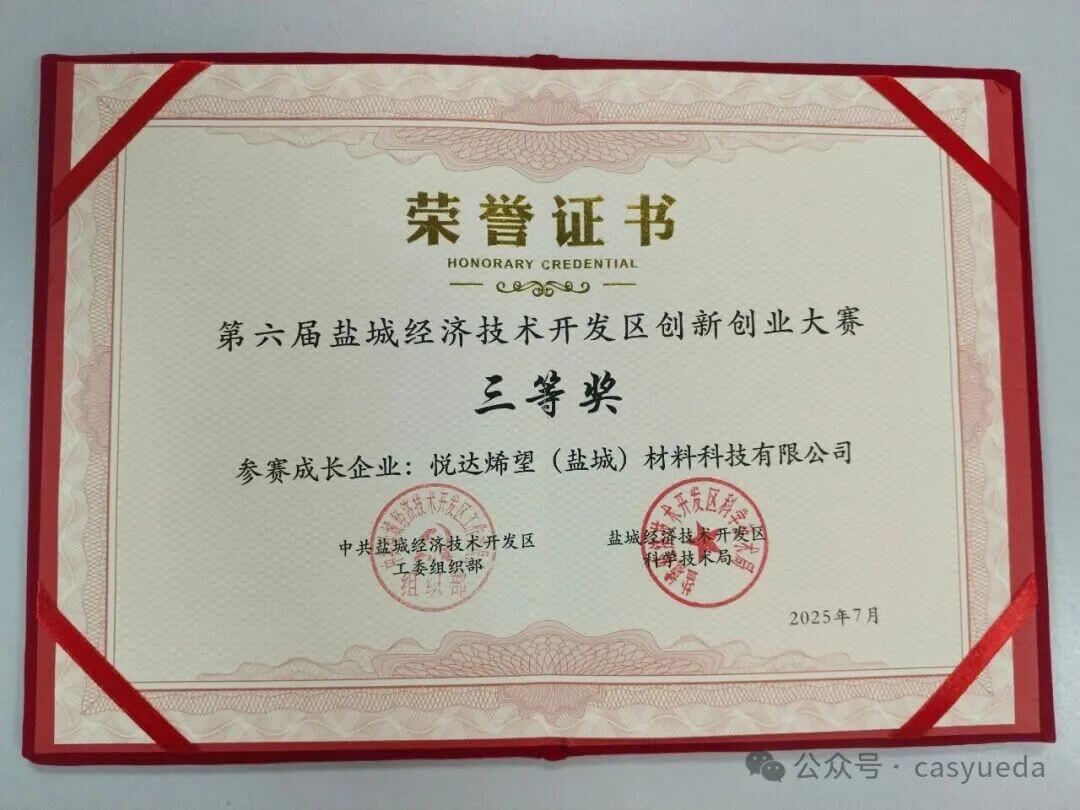 荣誉证书
HONORARY CREDENTIAL
第六届盐城经济技术开发区创新创业大赛
三等奖
参赛成长企业：悦达烯望（盐城）材料科技有限公司
中共盐城经济技术开发区
工委组织部
盐城经济技术开发区
科学技术局
组织部
2025年7月
公众号·casyueda